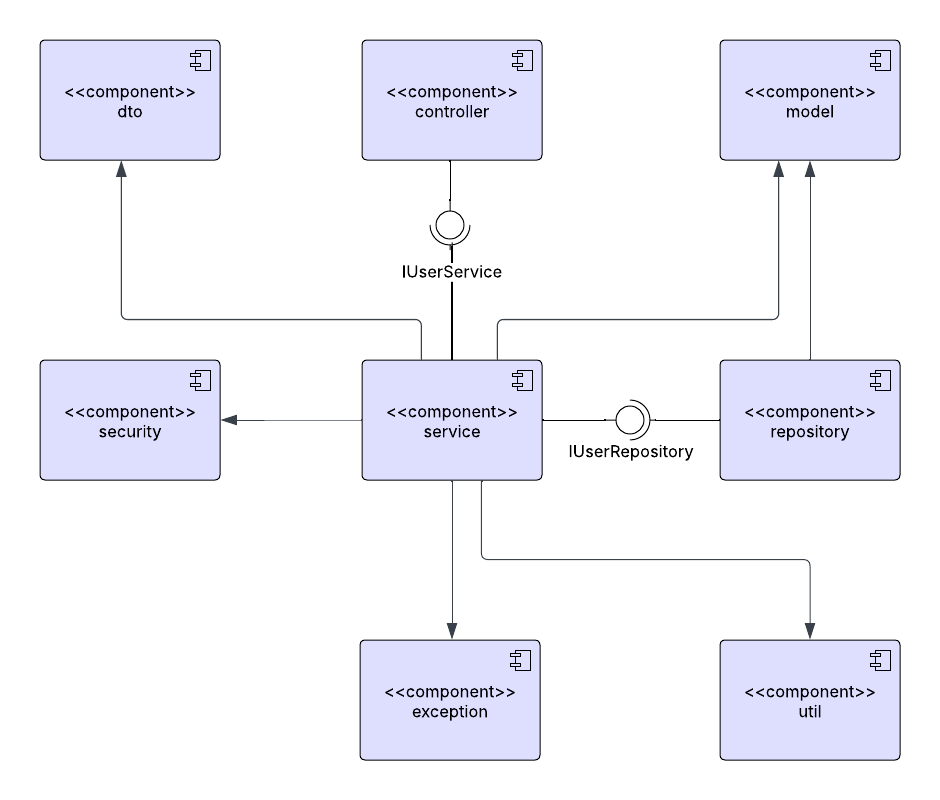 <<component>>
dto
<<component>>
controller
<<component>>
model
IUserService
<<component>>
security
<<component>>
service
IUserRepository
<<component>>
repository
<<component>>
exception
<<component>>
util